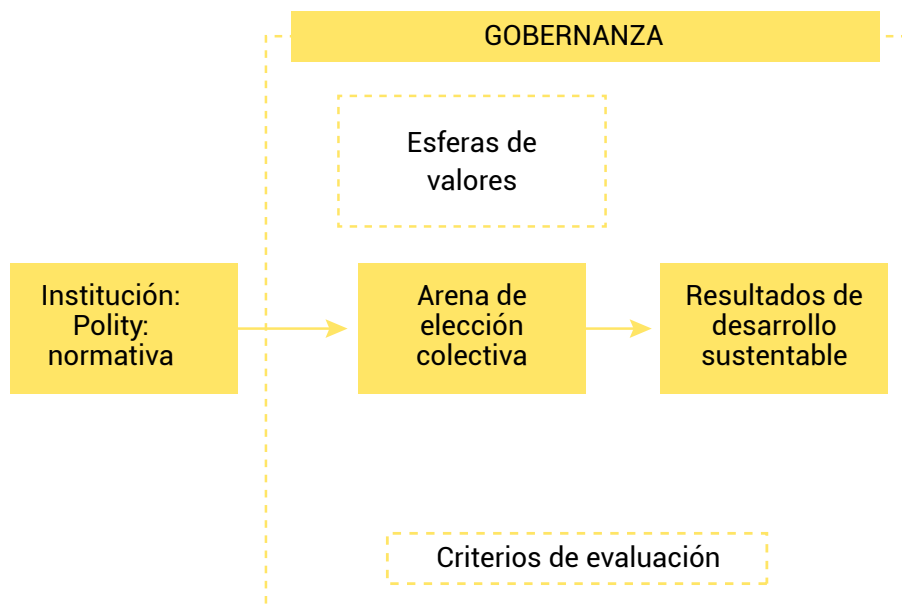 GOBERNANZA
Esferas de
valores
Institución:
Polity:
normativa
Arena de
elección
colectiva
Resultados de
desarrollo
sustentable
Criterios de evaluación